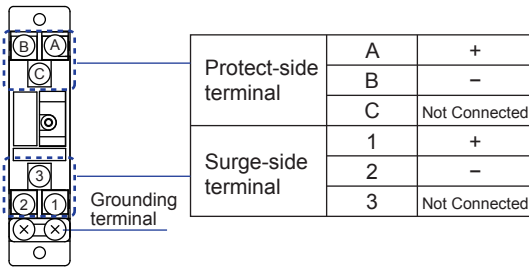 B A
C
3
2 1
Grounding
terminal
Protect-side
terminal
A +
B −
C Not Connected
Surge-side
terminal
1 +
2 −
3 Not Connected